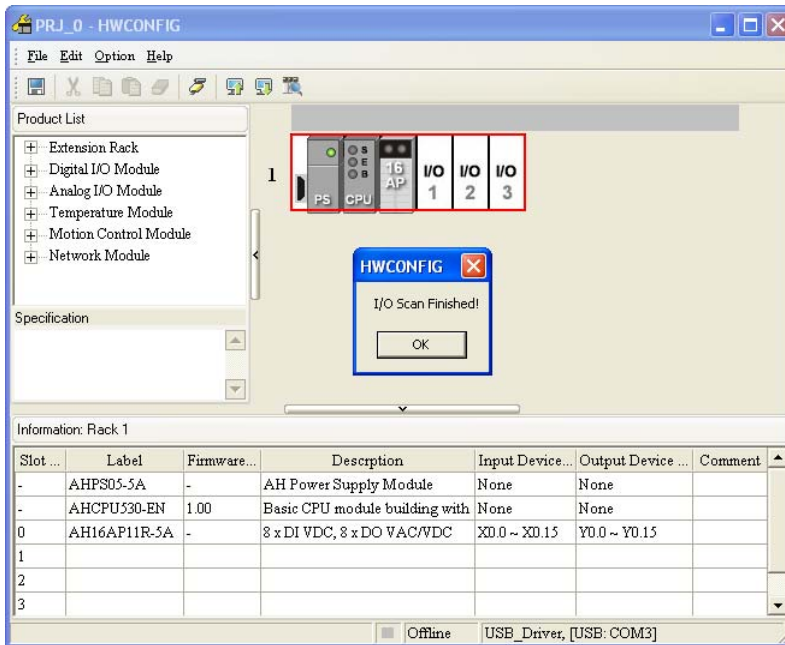 PRJ_0 - HWCONFIG
File Edit Option Help
Product List
Extension Rack
Digital I/O Module
Analog I/O Module
Temperature Module
Motion Control Module
Network Module
Specification
1
PS
CPU
S
E
B
16
AP
I/O
1
I/O
2
I/O
3
HWCONFIG
I/O Scan Finished!
OK
Information: Rack 1
Slot ... Label Firmware... Descrption Input Device... Output Device ... Comment
- AHPS05-5A - AH Power Supply Module None None
- AHCPU530-EN 1.00 Basic CPU module building with None None
0 AH16AP11R-5A - 8 x DI VDC, 8 x DO VAC/VDC X0.0 ~ X0.15 Y0.0 ~ Y0.15
1
2
3
Offline USB_Driver, [USB: COM3]